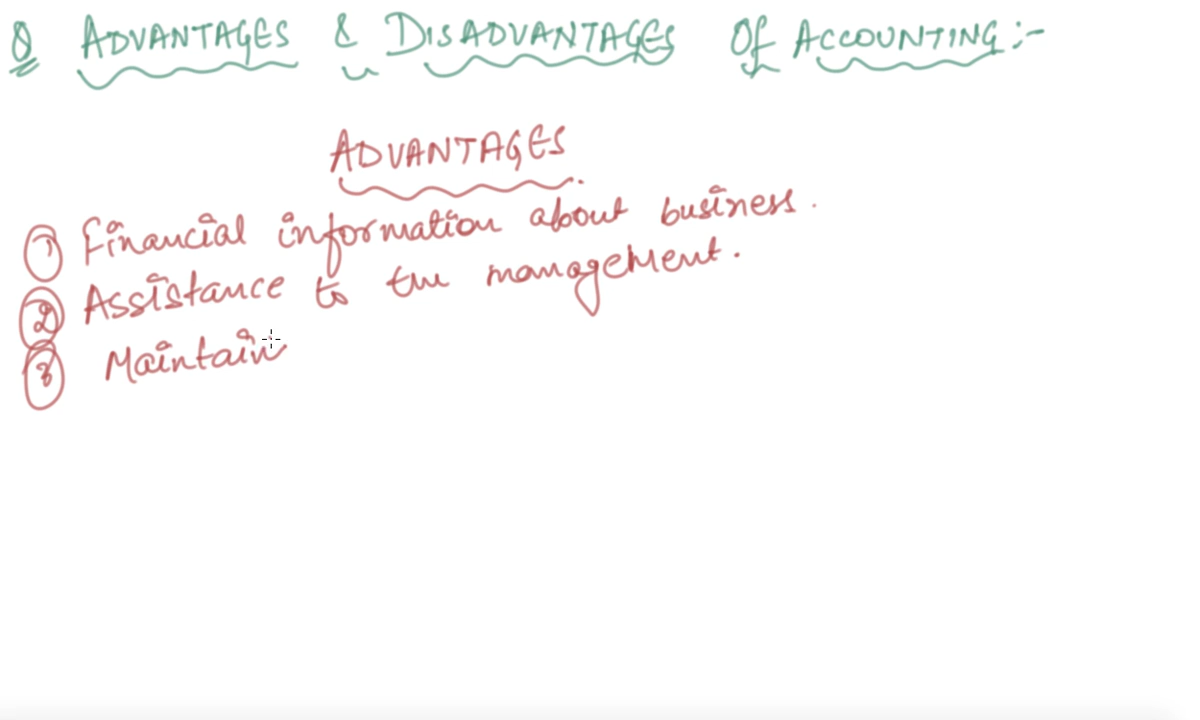 Q ADVANTAGES & DISADVANTAGES Of ACCOUNTING :-
ADVANTAGES
① Financial information about business.
② Assistance to the management.
③ Maintain